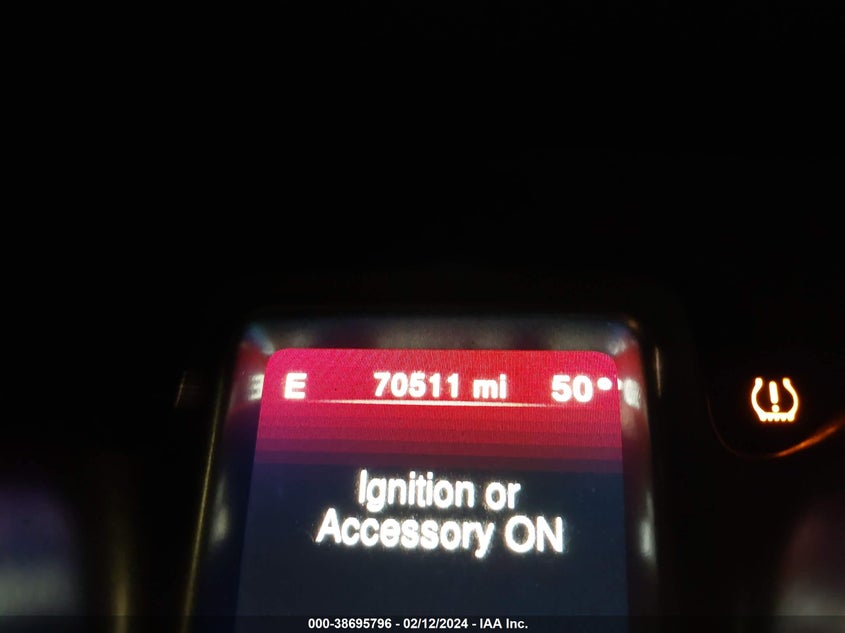 E 70511 mi 50°
Ignition or
Accessory ON
000-38695796 - 02/12/2024 - IAA Inc.